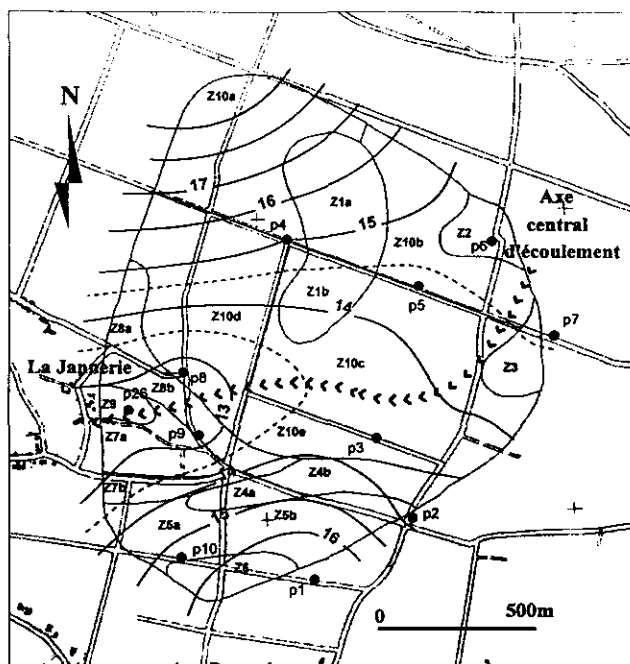 N
Z10a
17
16
Z1a
15
p4
Z10b
Z2
p6
Axe
central
d'écoulement
p5
p7
Z1b
14
Z10d
Z8a
Z10c
Z3
La Jannerie
p8
Z8b
Z9
p26
13
Z7a
p9
Z10e
p3
Z4b
Z7b
Z4a
p2
Z5a
15
Z5b
16
p10
Z6
p1
0
500m